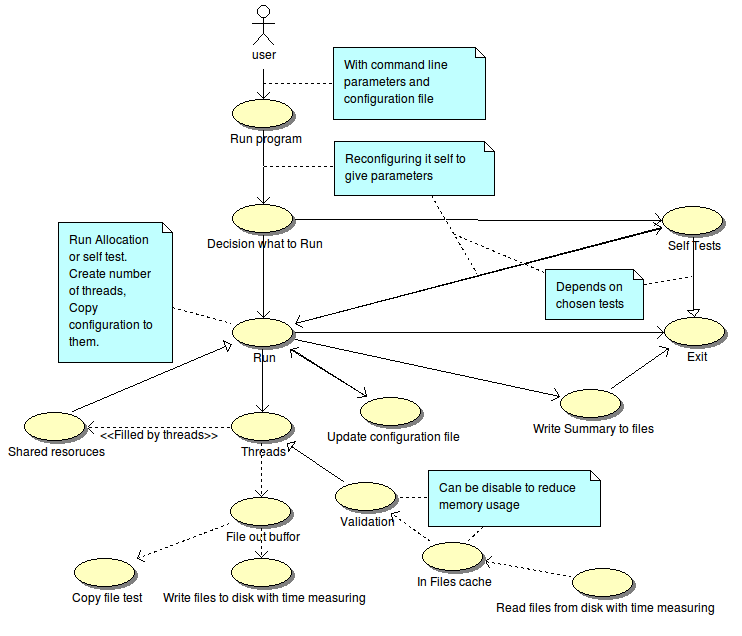 user
With command line
parameters and
configuration file
Run program
Reconfiguring it self to
give parameters
Decision what to Run
Self Tests
Run Allocation
or self test.
Create number
of threads,
Copy
configuration to
them.
Depends on
chosen tests
Run
Exit
Update configuration file
Write Summary to files
Shared resoruces
<<Filled by threads>>
Threads
Can be disable to reduce
memory usage
Validation
File out buffor
In Files cache
Copy file test
Write files to disk with time measuring
Read files from disk with time measuring